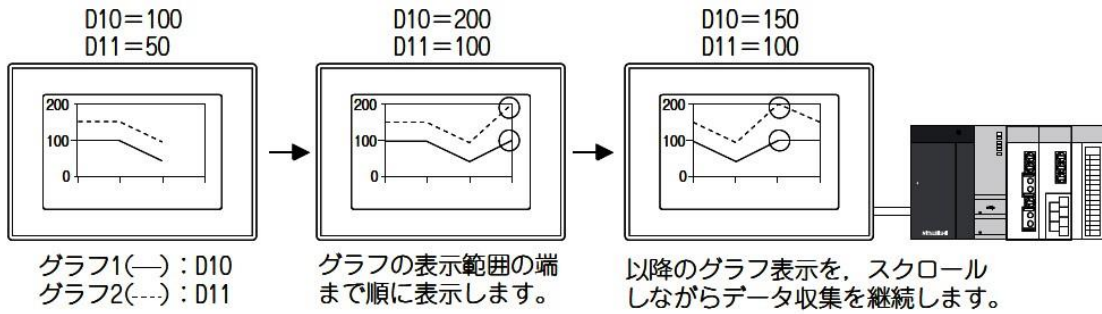 D10=100
D11=50
D10=200
D11=100
D10=150
D11=100
200
100
0
200
100
0
200
100
0
グラフ1(—):D10
グラフ2(----):D11
グラフの表示範囲の端
まで順に表示します。
以降のグラフ表示を，スクロール
しながらデータ収集を継続します。